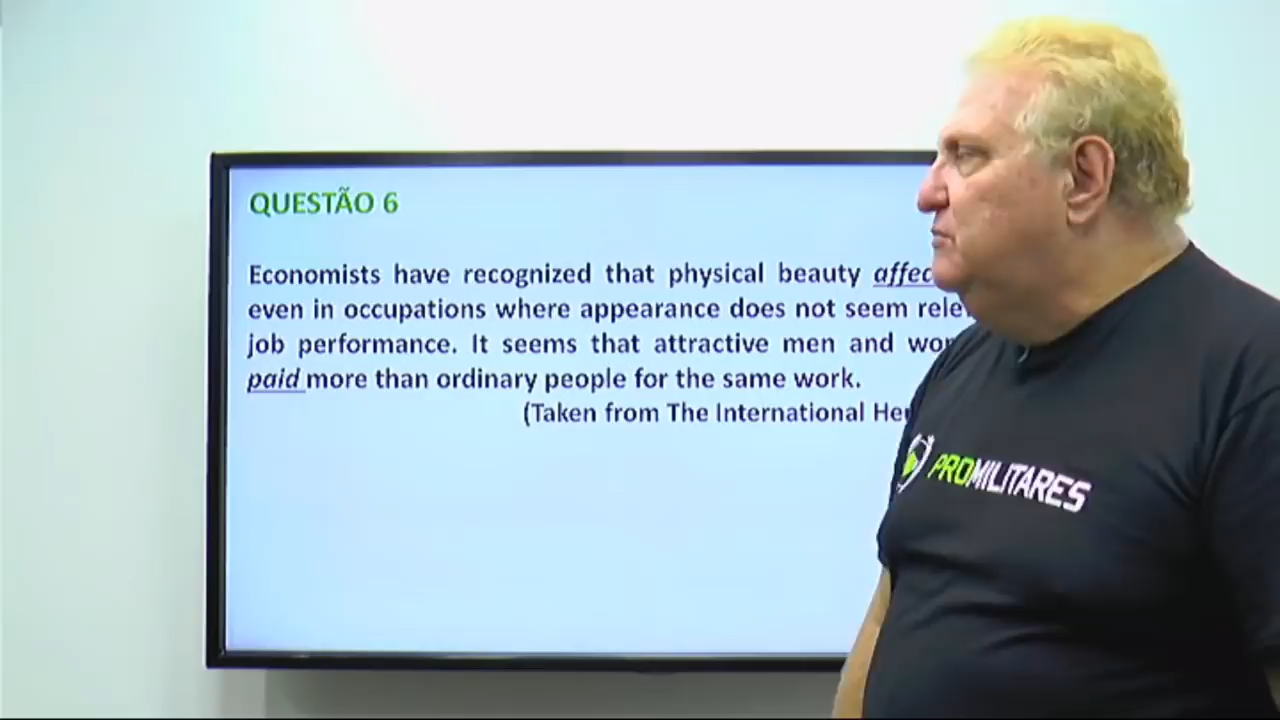 QUESTÃO 6
Economists have recognized that physical beauty
even in occupations where appearance does not seem
job performance. It seems that attractive men and
paid more than ordinary people for the same work.
(Taken from The International
PROMILITARES